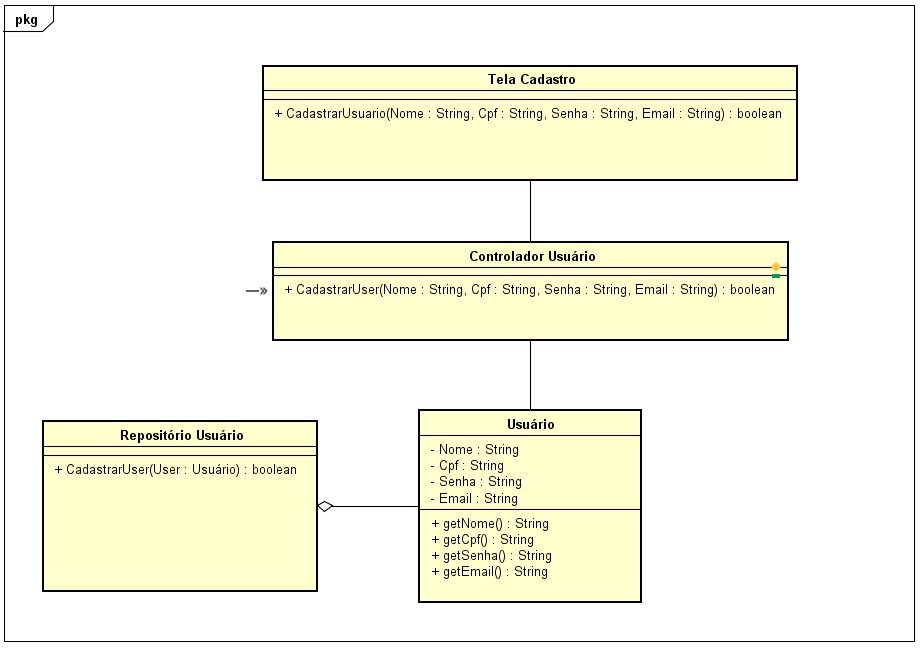 pkg
Tela Cadastro
+ CadastrarUsuario(Nome : String, Cpf : String, Senha : String, Email : String) : boolean
Controlador Usuário
+ CadastrarUser(Nome : String, Cpf : String, Senha : String, Email : String) : boolean
Repositório Usuário
+ CadastrarUser(User : Usuário) : boolean
Usuário
- Nome : String
- Cpf : String
- Senha : String
- Email : String
+ getNome() : String
+ getCpf() : String
+ getSenha() : String
+ getEmail() : String